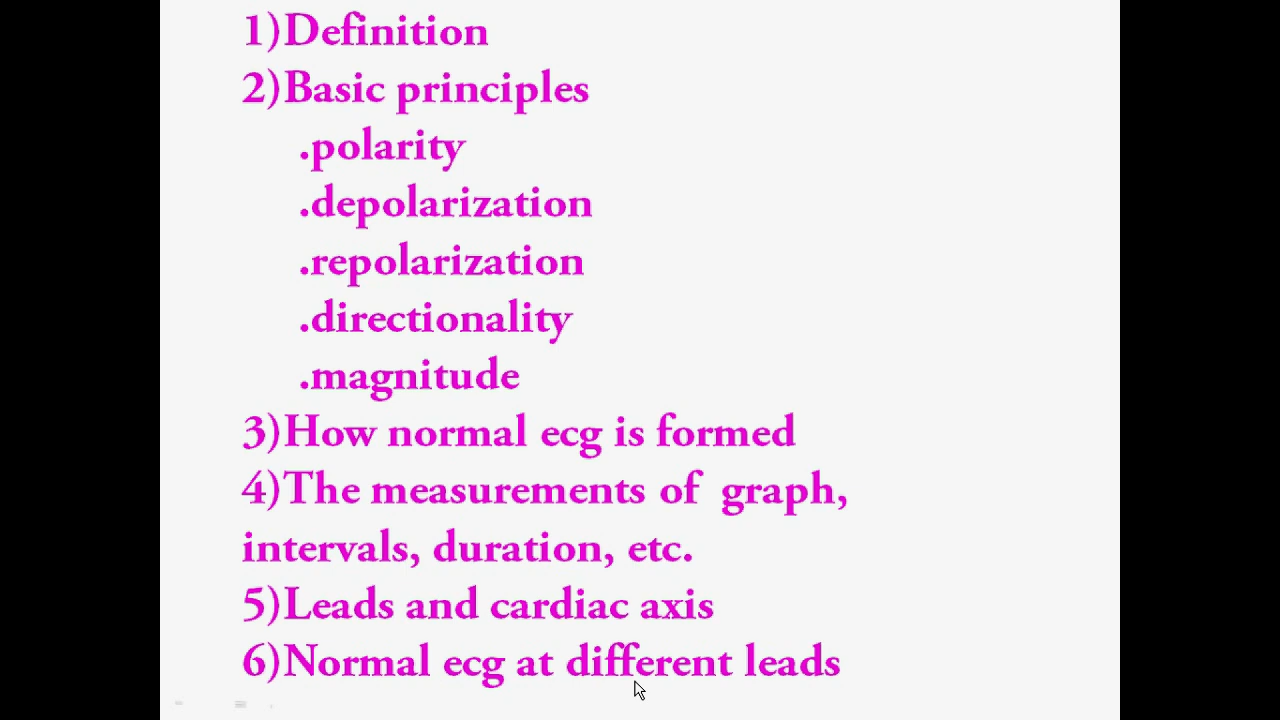 1)Definition
2)Basic principles
.polarity
.depolarization
.repolarization
.directionality
.magnitude
3)How normal ecg is formed
4)The measurements of graph,
intervals, duration, etc.
5)Leads and cardiac axis
6)Normal ecg at different leads